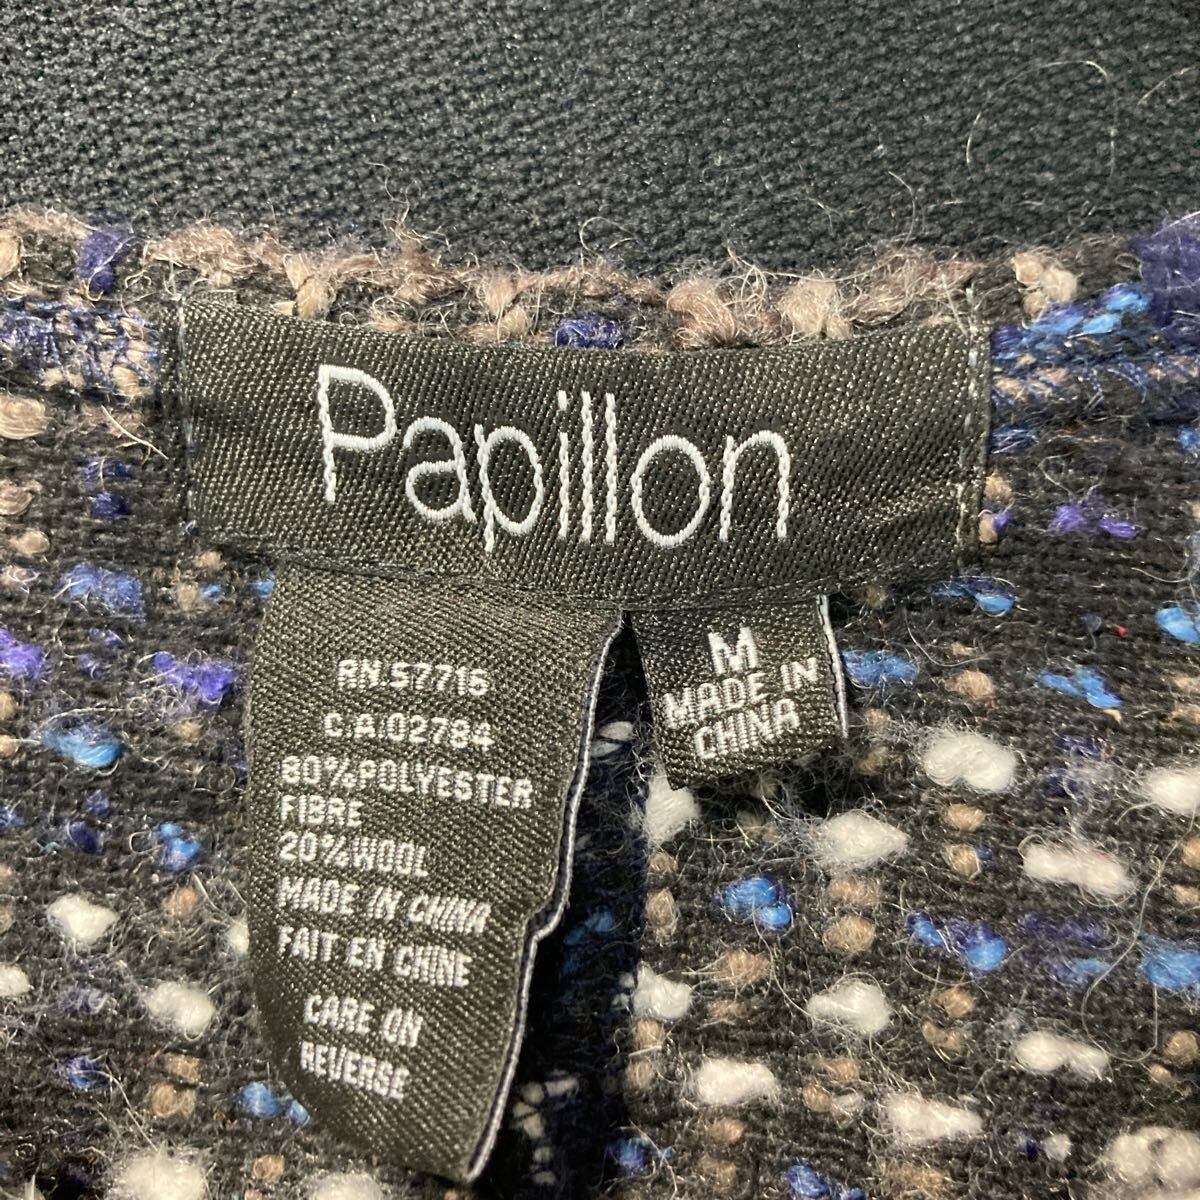 Papillon
M
MADE IN
CHINA
RN.57715
C.A.02784
80%POLYESTER
FIBRE
20%WOOL
MADE IN CHINA
FAIT EN CHINE
CARE ON
REVERSE